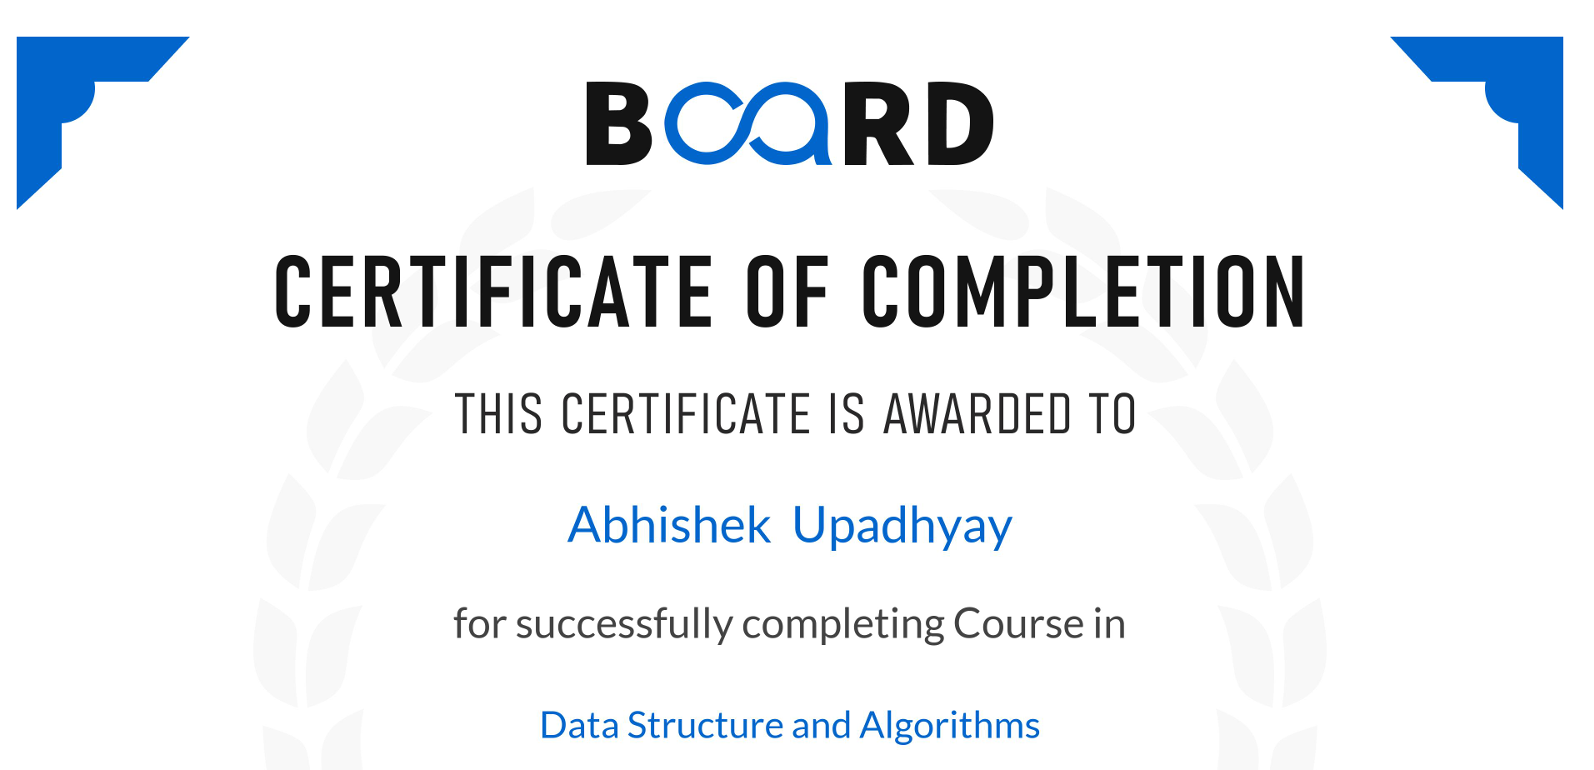 BOARD
CERTIFICATE OF COMPLETION
THIS CERTIFICATE IS AWARDED TO
Abhishek Upadhyay
for successfully completing Course in
Data Structure and Algorithms